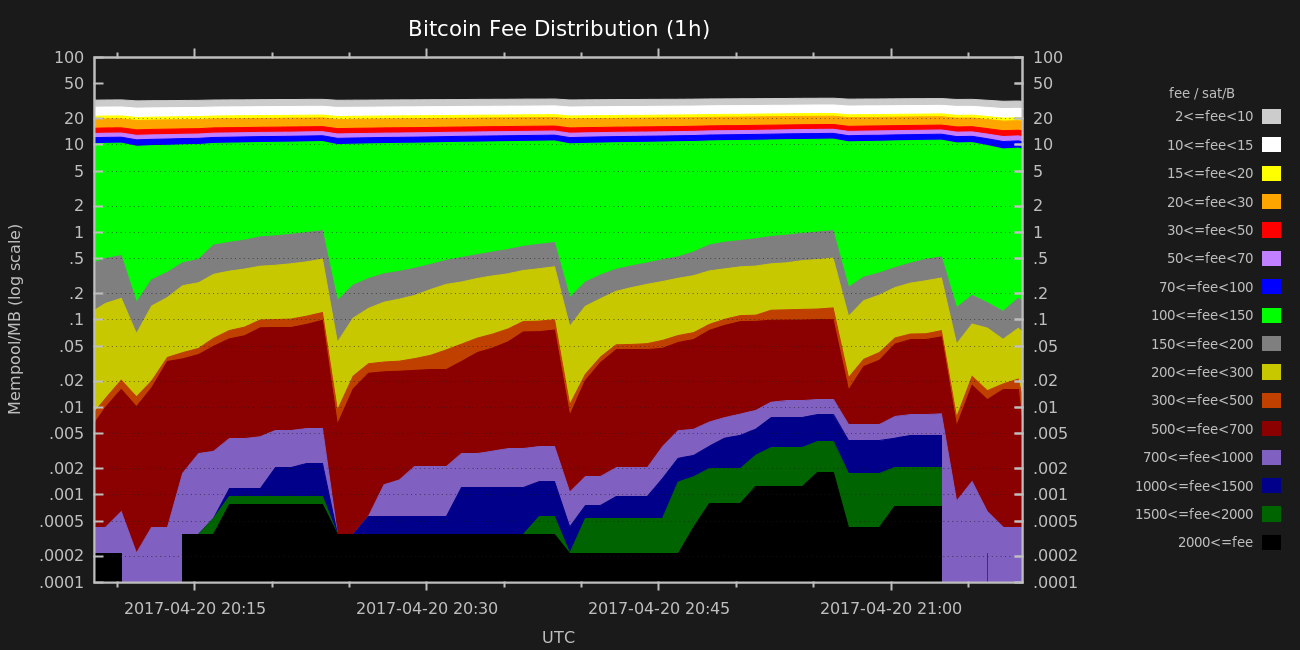 Bitcoin Fee Distribution (1h)
100 100
50 50
20 20
10 10
5 5
2 2
1 1
.5 .5
.2 .2
.1 .1
.05 .05
.02 .02
.01 .01
.005 .005
.002 .002
.001 .001
.0005 .0005
.0002 .0002
.0001 .0001
Mempool/MB (log scale)
2017-04-20 20:15 2017-04-20 20:30 2017-04-20 20:45 2017-04-20 21:00
UTC
fee / sat/B
2<=fee<10
10<=fee<15
15<=fee<20
20<=fee<30
30<=fee<50
50<=fee<70
70<=fee<100
100<=fee<150
150<=fee<200
200<=fee<300
300<=fee<500
500<=fee<700
700<=fee<1000
1000<=fee<1500
1500<=fee<2000
2000<=fee